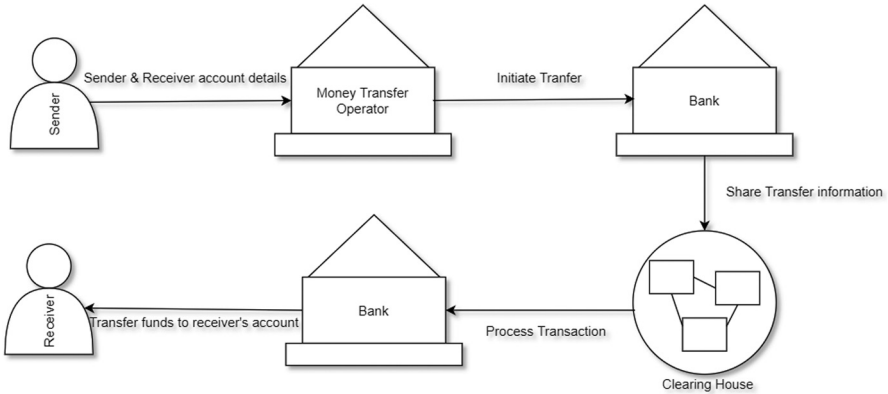 Sender & Receiver account details
Initiate Tranfer
Sender
Money Transfer
Operator
Bank
Share Transfer information
Receiver
Transfer funds to receiver's account
Bank
Process Transaction
Clearing House